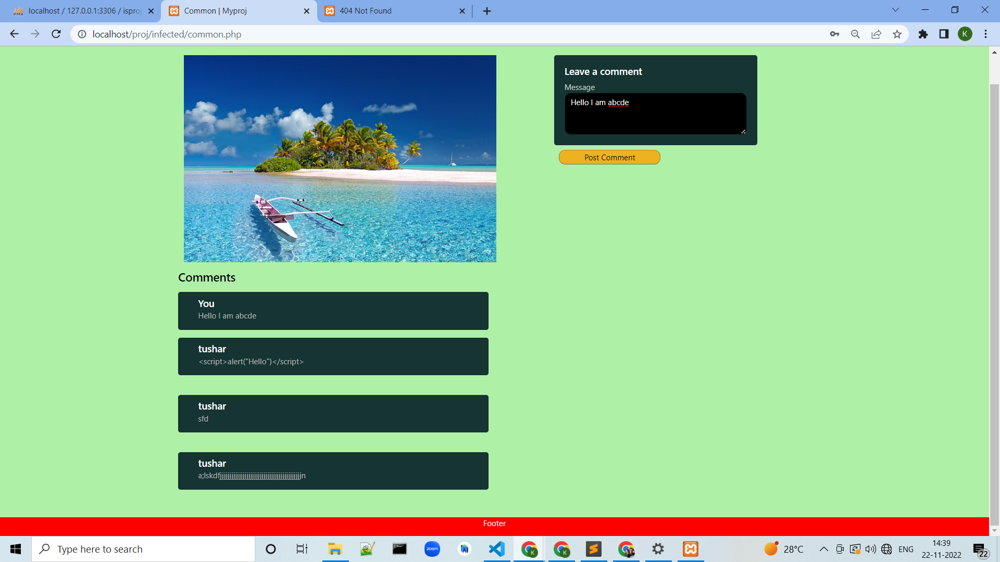 localhost / 127.0.0.1:3306 / isproj
Common | Myproj
404 Not Found
localhost/proj/infected/common.php
K
Leave a comment
Message
Hello I am abcde
Post Comment
Comments
You
Hello I am abcde
tushar
<script>alert("Hello")</script>
tushar
sfd
tushar
Footer
Type here to search
zoom
28°C
ENG
14:39
22-11-2022
22